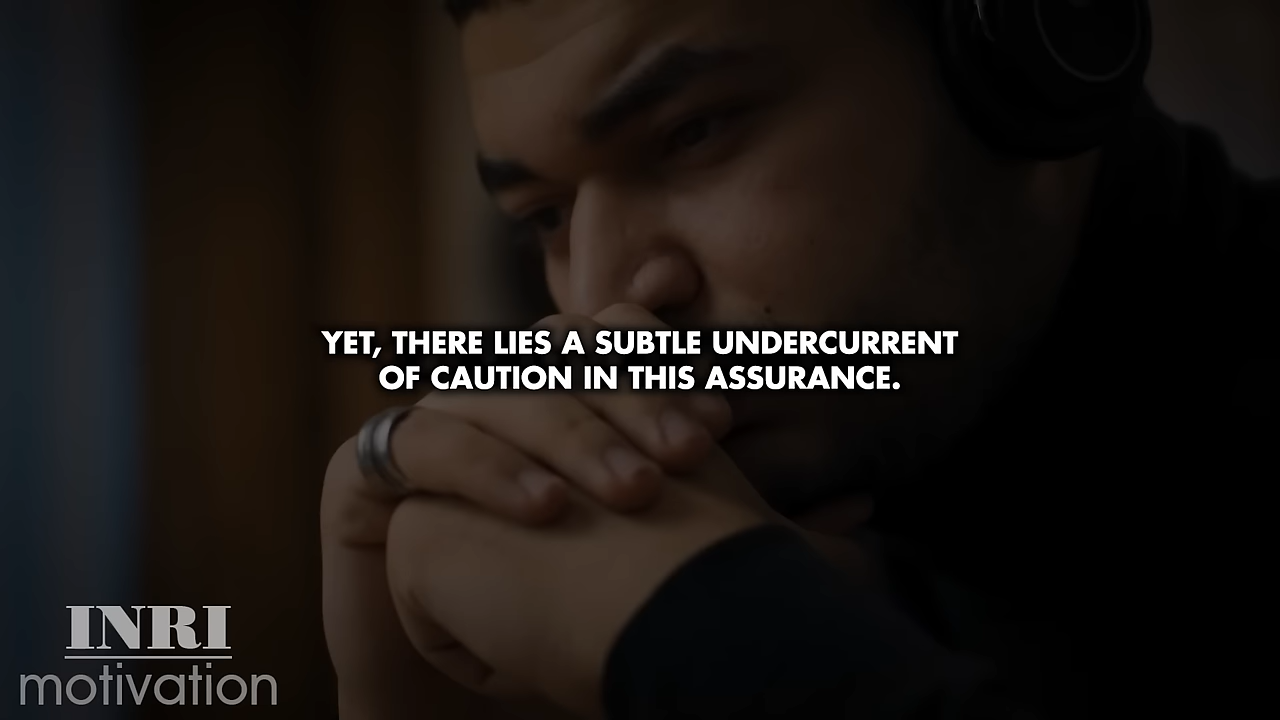 YET, THERE LIES A SUBTLE UNDERCURRENT
OF CAUTION IN THIS ASSURANCE.
INRI
motivation